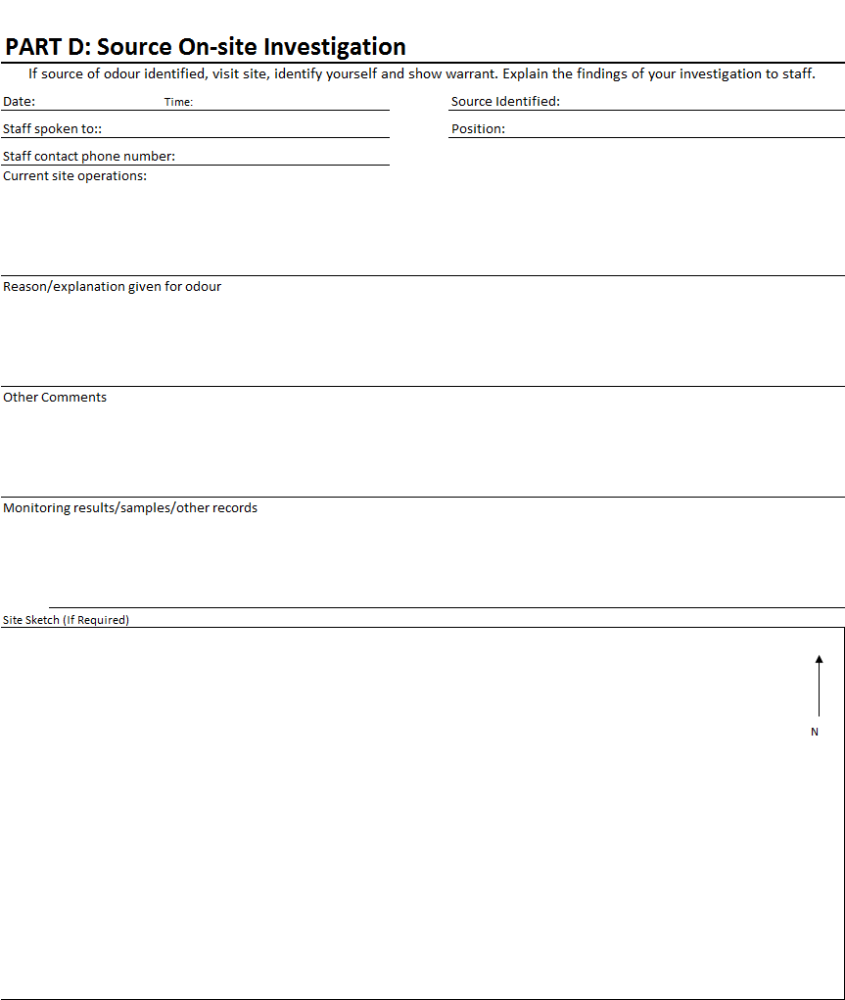 PART D: Source On-site Investigation
If source of odour identified, visit site, identify yourself and show warrant. Explain the findings of your investigation to staff.
Date: Time: Source Identified:
Staff spoken to:: Position:
Staff contact phone number:
Current site operations:
Reason/explanation given for odour
Other Comments
Monitoring results/samples/other records
Site Sketch (If Required)
N